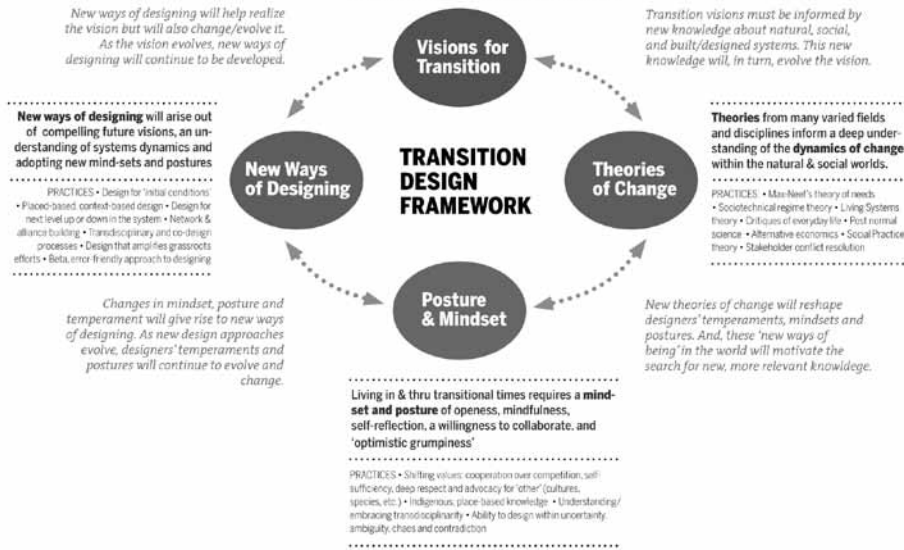 New ways of designing will help realize
the vision but will also change/evolve it.
As the vision evolves, new ways of
designing will continue to be developed.
Visions for
Transition
Transition visions must be informed by
new knowledge about natural, social,
and built/designed systems. This new
knowledge will, in turn, evolve the vision.
New ways of designing will arise out
of compelling future visions, an un-
derstanding of systems dynamics and
adopting new mind-sets and postures
PRACTICES • Design for 'initial conditions'
• Placed-based, context-based design • Design for
next level up or down in the system • Network &
alliance building • Transdisciplinary and co-design
processes • Design that amplifies grassroots
efforts • Beta, error-friendly approach to designing
New Ways
of Designing
TRANSITION
DESIGN
FRAMEWORK
Theories
of Change
Theories from many varied fields
and disciplines inform a deep under-
standing of the dynamics of change
within the natural & social worlds.
PRACTICES • Max-Neef's theory of needs
• Sociotechnical regime theory • Living Systems
theory • Critiques of everyday life • Post normal
science • Alternative economics • Social Practice
theory • Stakeholder conflict resolution
Changes in mindset, posture and
temperament will give rise to new ways
of designing. As new design approaches
evolve, designers' temperaments and
postures will continue to evolve and
change.
Posture
& Mindset
New theories of change will reshape
designers' temperaments, mindsets and
postures. And, these 'new ways of
being' in the world will motivate the
search for new, more relevant knowldege.
Living in & thru transitional times requires a mind-
set and posture of openess, mindfulness,
self-reflection, a willingness to collaborate, and
'optimistic grumpiness'
PRACTICES • Shifting values: cooperation over competition, self-
sufficiency, deep respect and advocacy for 'other' (cultures,
species, etc.) • Indigenous, place-based knowledge • Understanding/
embracing transdisciplinarity • Ability to design within uncertainty,
ambiguity, chaos and contradiction